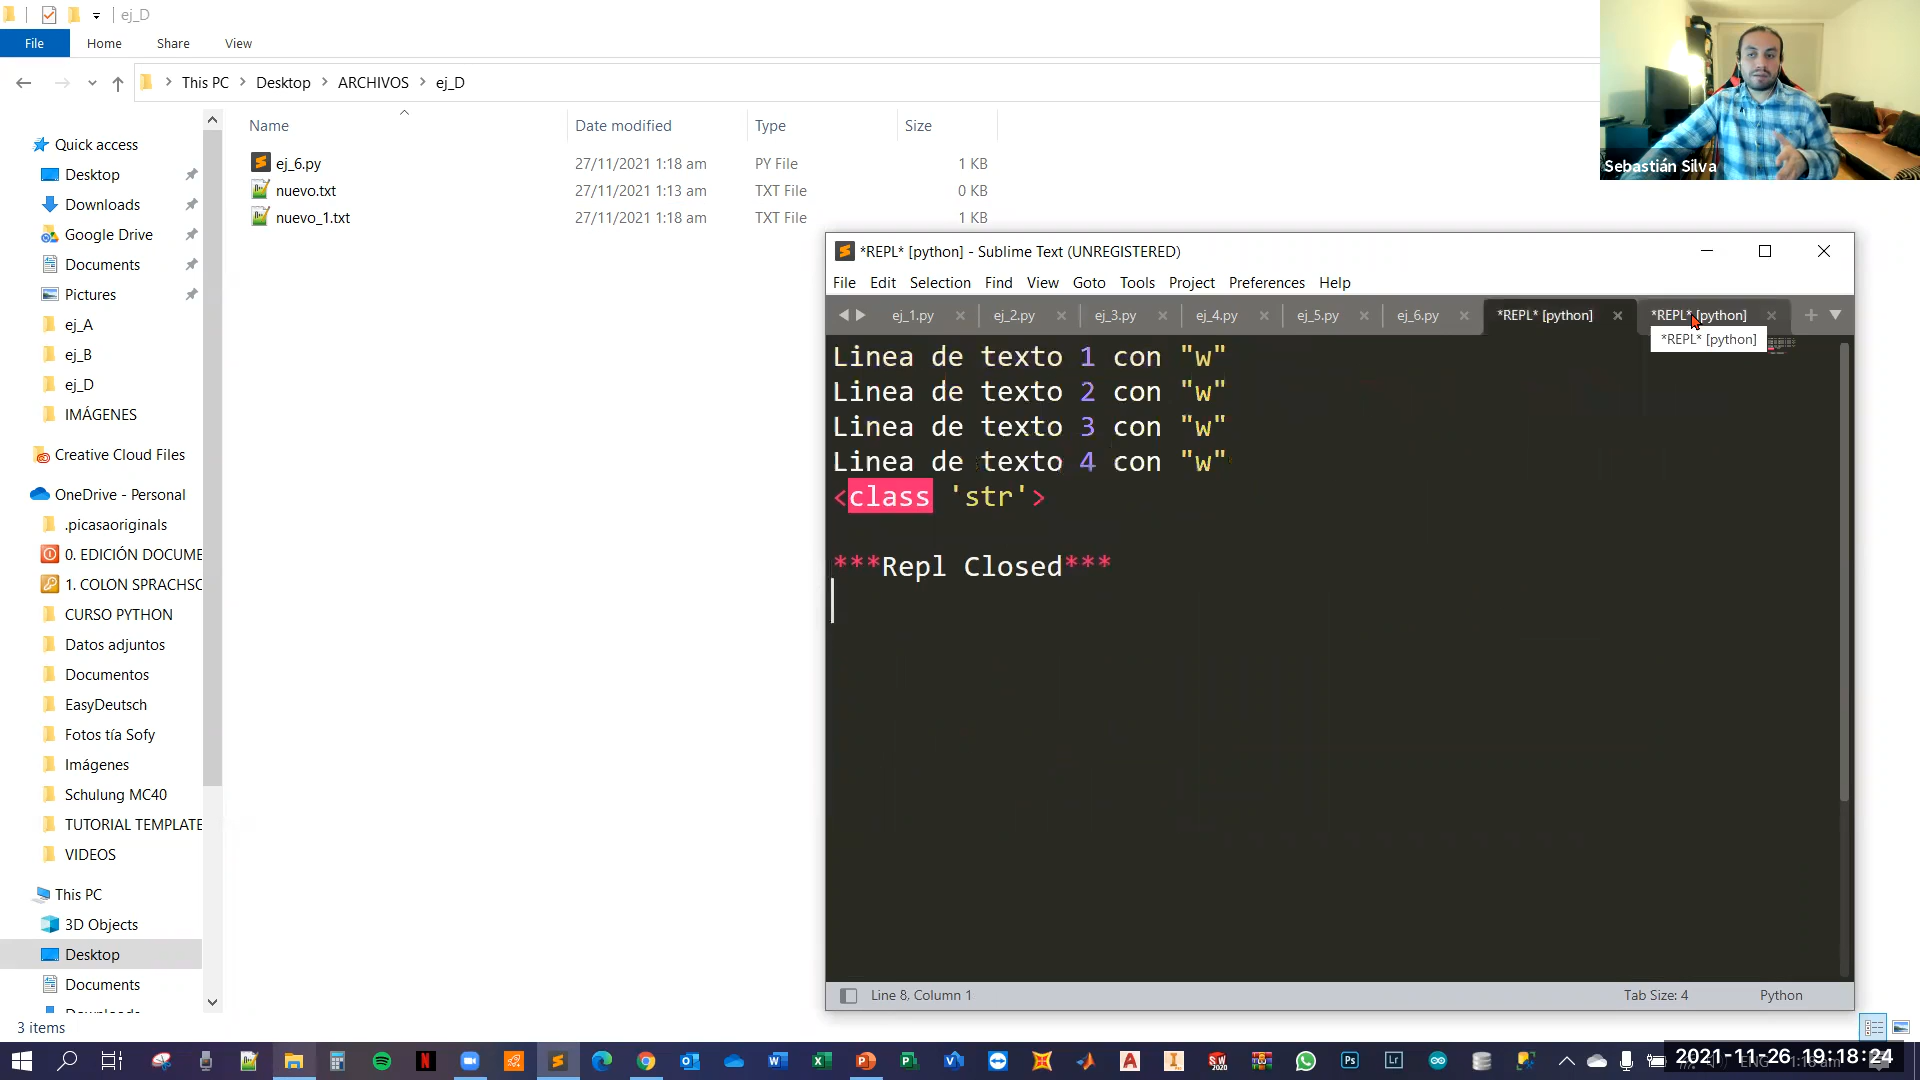 ej_D
File Home Share View
This PC Desktop ARCHIVOS ej_D
Name Date modified Type Size
Quick access
Desktop
Downloads
Google Drive
Documents
Pictures
ej_A
ej_B
ej_D
IMÁGENES
Creative Cloud Files
OneDrive - Personal
.picasaoriginals
0. EDICIÓN DOCUME
1. COLON SPRACHSC
CURSO PYTHON
Datos adjuntos
Documentos
EasyDeutsch
Fotos tía Sofy
Imágenes
Schulung MC40
TUTORIAL TEMPLATE
VIDEOS
This PC
3D Objects
Desktop
Documents
3 items
ej_6.py 27/11/2021 1:18 am PY File 1 KB
nuevo.txt 27/11/2021 1:13 am TXT File 0 KB
nuevo_1.txt 27/11/2021 1:18 am TXT File 1 KB
Sebastián Silva
*REPL* [python] - Sublime Text (UNREGISTERED)
File Edit Selection Find View Goto Tools Project Preferences Help
ej_1.py ej_2.py ej_3.py ej_4.py ej_5.py ej_6.py *REPL* [python] *REPL* [python]
*REPL* [python]
Linea de texto 1 con "w"
Linea de texto 2 con "w"
Linea de texto 3 con "w"
Linea de texto 4 con "w"
<class 'str'>
***Repl Closed***
Line 8, Column 1 Tab Size: 4 Python
2021-11-26 19:18:24